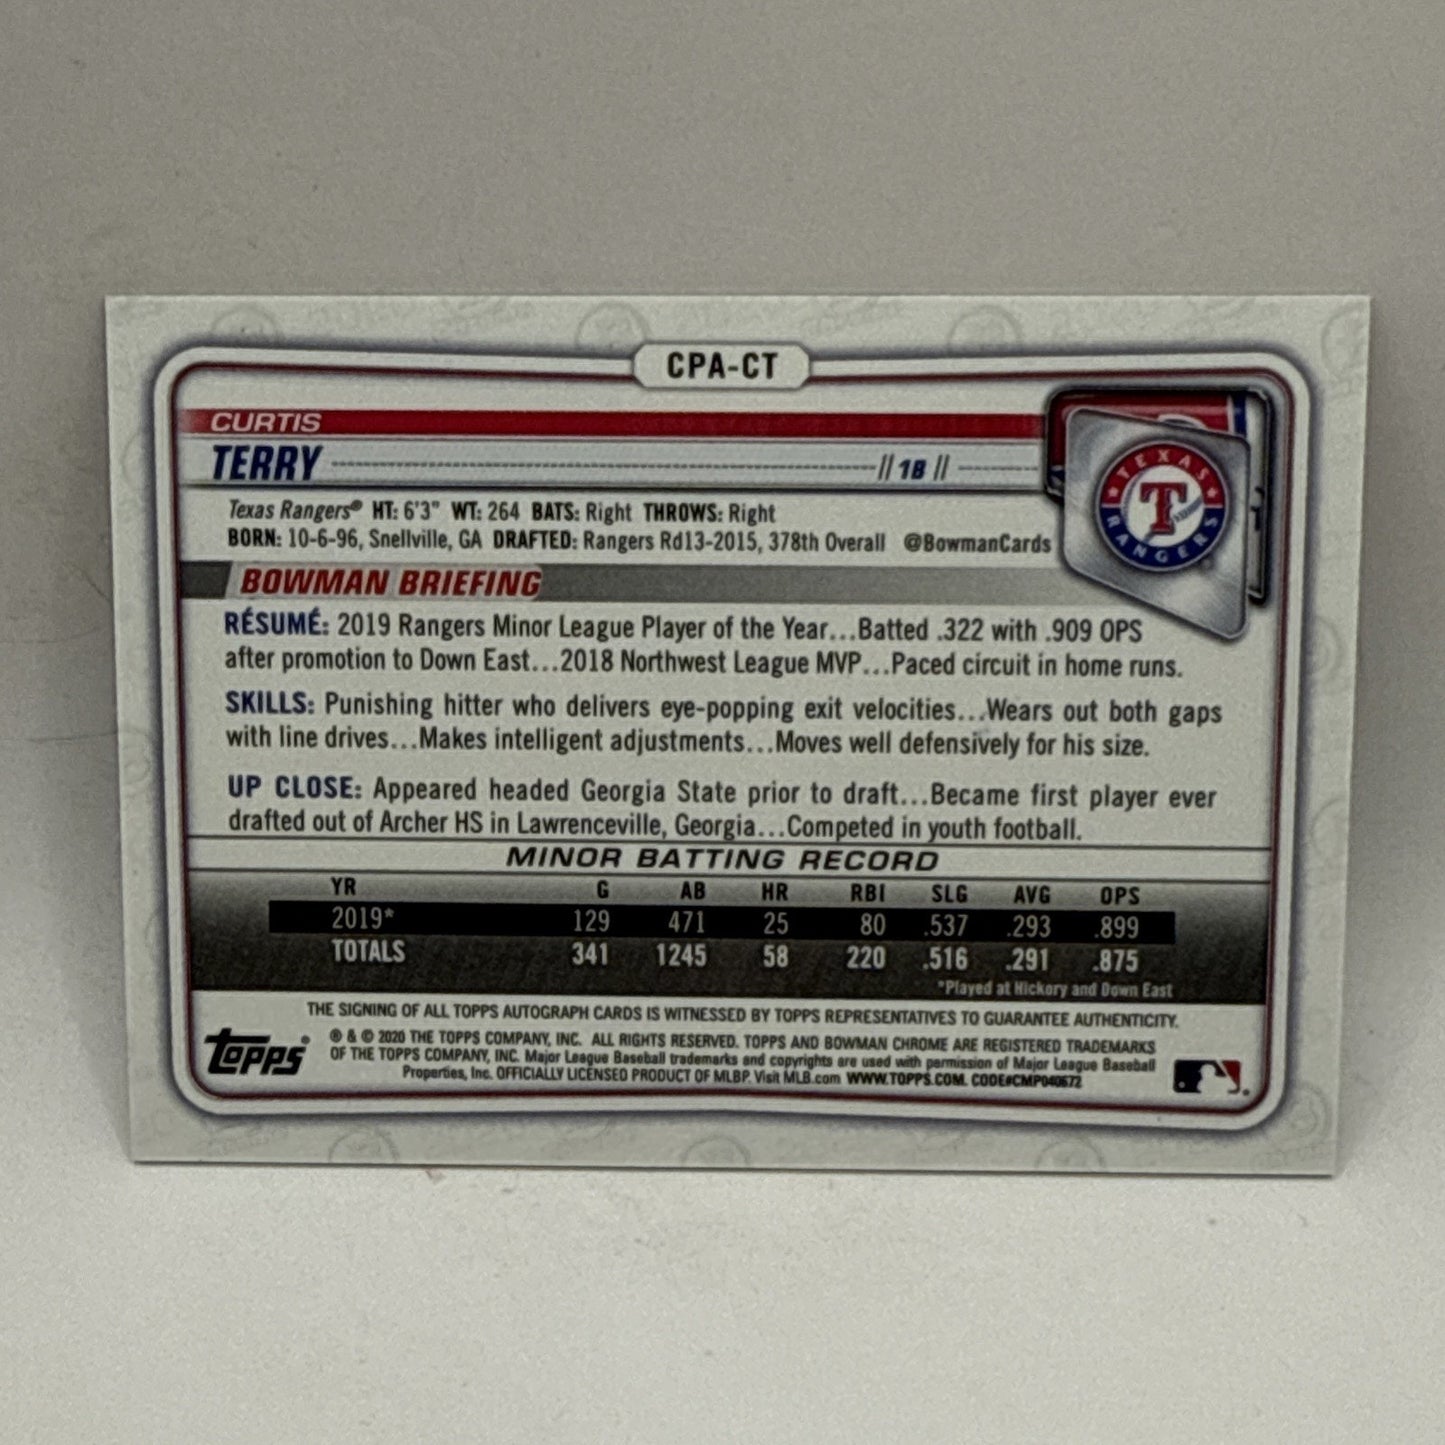 CPA-CT
CURTIS
TERRY // 1B //
TEXAS
T
RANGERS
Texas Rangers® HT: 6'3" WT: 264 BATS: Right THROWS: Right
BORN: 10-6-96, Snellville, GA DRAFTED: Rangers Rd13-2015, 378th Overall @BowmanCards
BOWMAN BRIEFING
RÉSUMÉ: 2019 Rangers Minor League Player of the Year...Batted .322 with .909 OPS
after promotion to Down East...2018 Northwest League MVP...Paced circuit in home runs.
SKILLS: Punishing hitter who delivers eye-popping exit velocities...Wears out both gaps
with line drives...Makes intelligent adjustments...Moves well defensively for his size.
UP CLOSE: Appeared headed Georgia State prior to draft...Became first player ever
drafted out of Archer HS in Lawrenceville, Georgia...Competed in youth football.
MINOR BATTING RECORD
YR G AB HR RBI SLG AVG OPS
2019* 129 471 25 80 .537 .293 .899
TOTALS 341 1245 58 220 .516 .291 .875
*Played at Hickory and Down East
THE SIGNING OF ALL TOPPS AUTOGRAPH CARDS IS WITNESSED BY TOPPS REPRESENTATIVES TO GUARANTEE AUTHENTICITY.
topps® ® & © 2020 THE TOPPS COMPANY, INC. ALL RIGHTS RESERVED. TOPPS AND BOWMAN CHROME ARE REGISTERED TRADEMARKS
OF THE TOPPS COMPANY, INC. Major League Baseball trademarks and copyrights are used with permission of Major League Baseball
Properties, Inc. OFFICIALLY LICENSED PRODUCT OF MLBP. Visit MLB.com WWW.TOPPS.COM. CODE#CMP040672